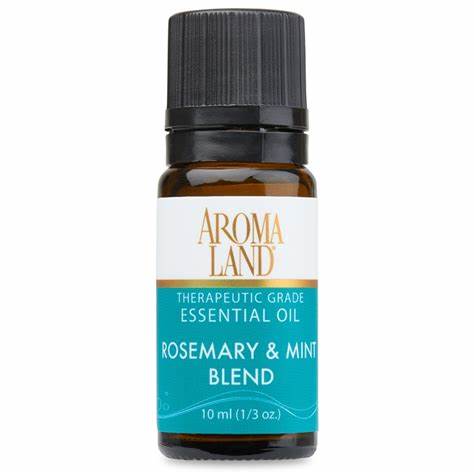 AROMA
LAND®
THERAPEUTIC GRADE
ESSENTIAL OIL
ROSEMARY & MINT
BLEND
10 ml (1/3 oz.)